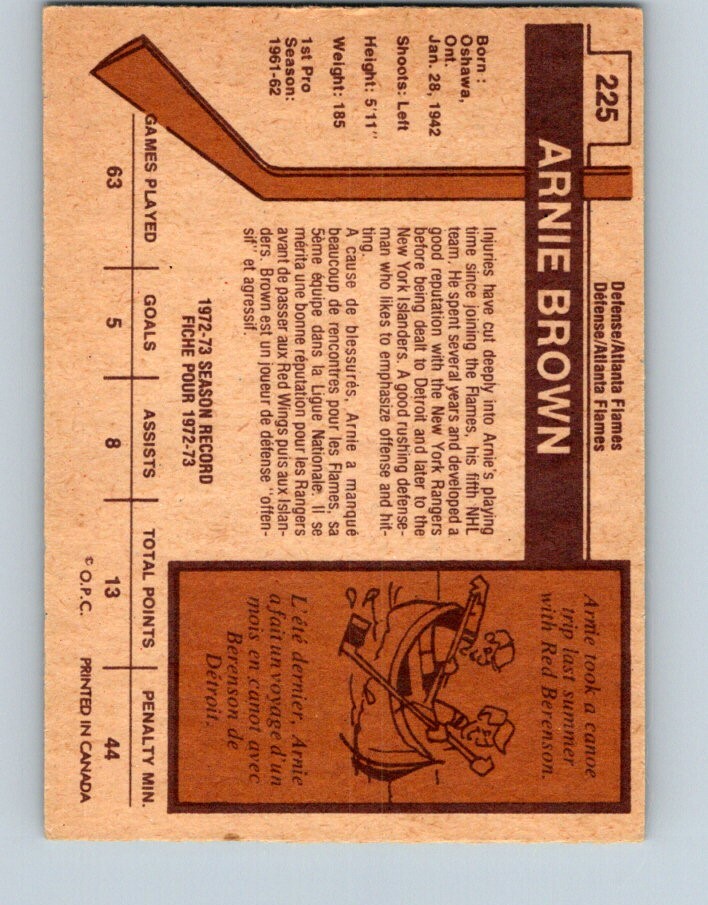 225
ARNIE BROWN
Defense/Atlanta Flames
Défense/Atlanta Flames
Born :
Oshawa,
Ont.
Jan. 28, 1942
Shoots: Left
Height: 5'11"
Weight: 185
1st Pro
Season:
1961-62
Injuries have cut deeply into Arnie's playing
time since joining the Flames, his fifth NHL
team. He spent several years and developed a
good reputation with the New York Rangers
before being dealt to Detroit and later to the
New York Islanders. A good rushing defense-
man who likes to emphasize offense and hit-
ting.
A cause de blessurés, Arnie a manqué
beaucoup de rencontres pour les Flames, sa
5ème équipe dans la Ligue Nationale. Il se
mérita une bonne réputation pour les Rangers
avant de passer aux Red Wings puis aux Islan-
ders. Brown est un joueur de défense "offen-
sif" et agressif.
Arnie took a canoe
trip last summer
with Red Berenson.
L'été dernier, Arnie
a fait un voyage d'un
mois en canot avec
Berenson de
Détroit.
1972-73 SEASON RECORD
FICHE POUR 1972-73
GAMES PLAYED GOALS ASSISTS TOTAL POINTS PENALTY MIN.
63 5 8 13 44
© O.P.C. PRINTED IN CANADA